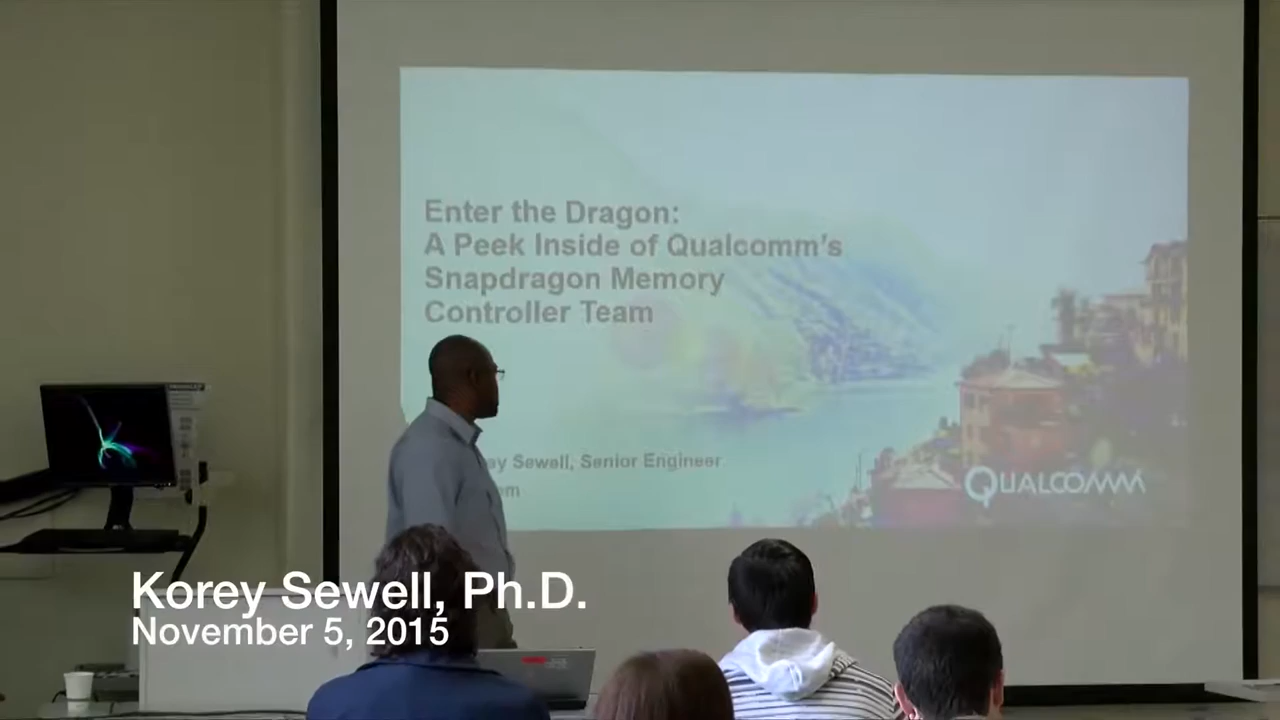 Enter the Dragon:
A Peek Inside of Qualcomm's
Snapdragon Memory
Controller Team
Sewell, Senior Engineer
QUALCOMM
Korey Sewell, Ph.D.
November 5, 2015